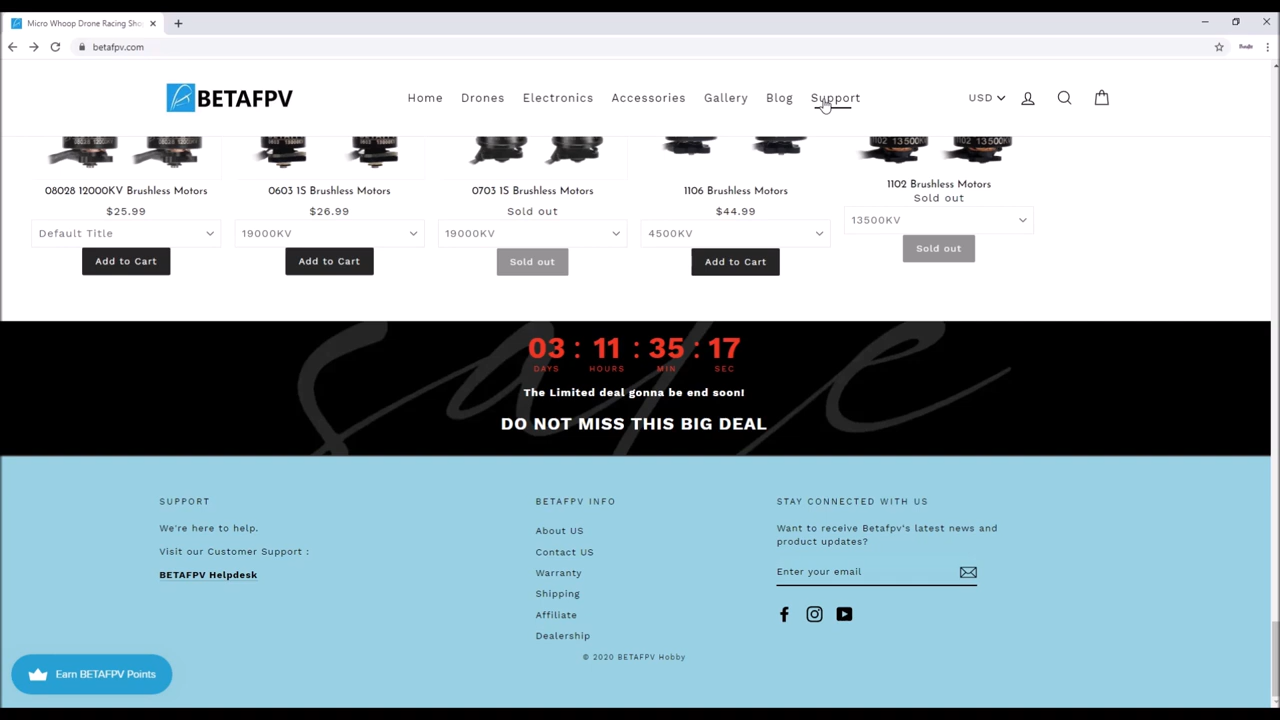 Micro Whoop Drone Racing Sho
betafpv.com
BETAFPV
Home Drones Electronics Accessories Gallery Blog Support
USD
08028 12000KV Brushless Motors
$25.99
Default Title
Add to Cart
0603 1S Brushless Motors
$26.99
19000KV
Add to Cart
0703 1S Brushless Motors
Sold out
19000KV
Sold out
1106 Brushless Motors
$44.99
4500KV
Add to Cart
1102 Brushless Motors
Sold out
13500KV
Sold out
03 : 11 : 35 : 17
DAYS HOURS MIN SEC
The Limited deal gonna be end soon!
DO NOT MISS THIS BIG DEAL
SUPPORT
We're here to help.
Visit our Customer Support :
BETAFPV Helpdesk
BETAFPV INFO
About US
Contact US
Warranty
Shipping
Affiliate
Dealership
STAY CONNECTED WITH US
Want to receive Betafpv's latest news and
product updates?
Enter your email
© 2020 BETAFPV Hobby
Earn BETAFPV Points